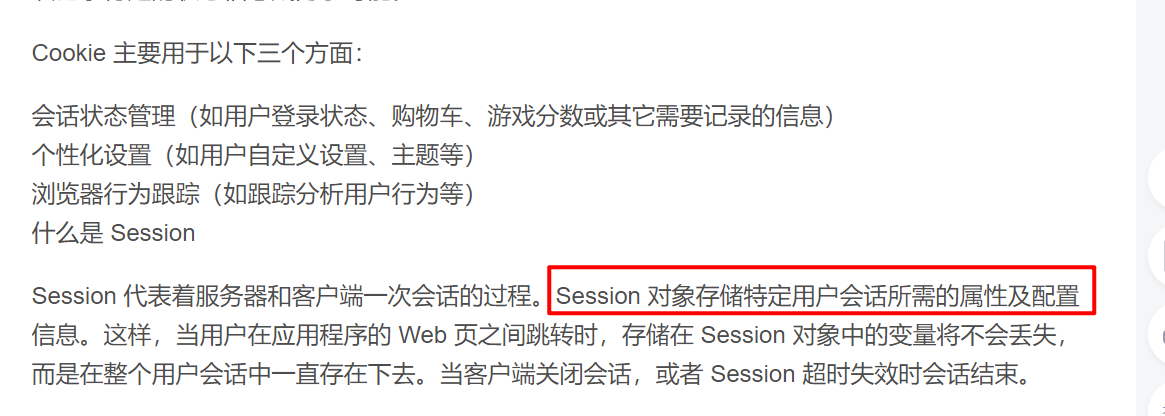 Cookie 主要用于以下三个方面：
会话状态管理（如用户登录状态、购物车、游戏分数或其它需要记录的信息）
个性化设置（如用户自定义设置、主题等）
浏览器行为跟踪（如跟踪分析用户行为等）
什么是 Session
Session 代表着服务器和客户端一次会话的过程。Session 对象存储特定用户会话所需的属性及配置
信息。这样，当用户在应用程序的 Web 页之间跳转时，存储在 Session 对象中的变量将不会丢失，
而是在整个用户会话中一直存在下去。当客户端关闭会话，或者 Session 超时失效时会话结束。